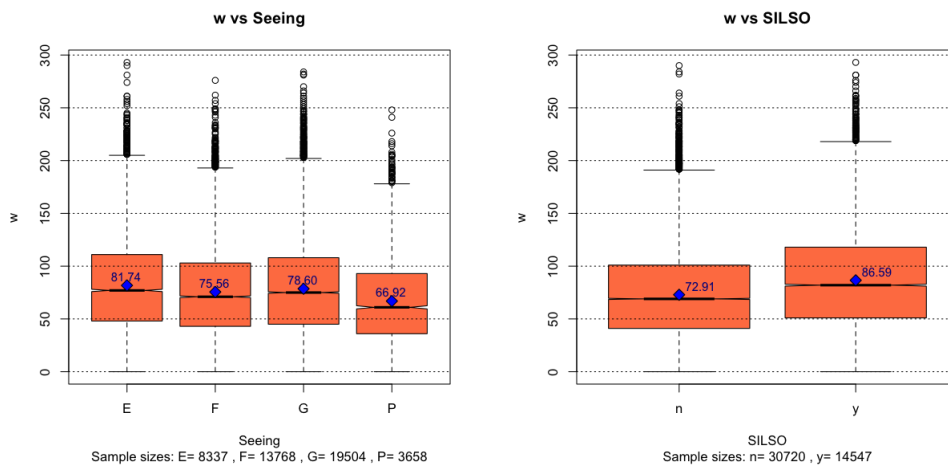 w vs Seeing
300
250
200
150
100
50
0
w
81.74
75.56
78.60
66.92
E F G P
Seeing
Sample sizes: E= 8337 , F= 13768 , G= 19504 , P= 3658
w vs SILSO
300
250
200
150
100
50
0
w
72.91
86.59
n y
SILSO
Sample sizes: n= 30720 , y= 14547